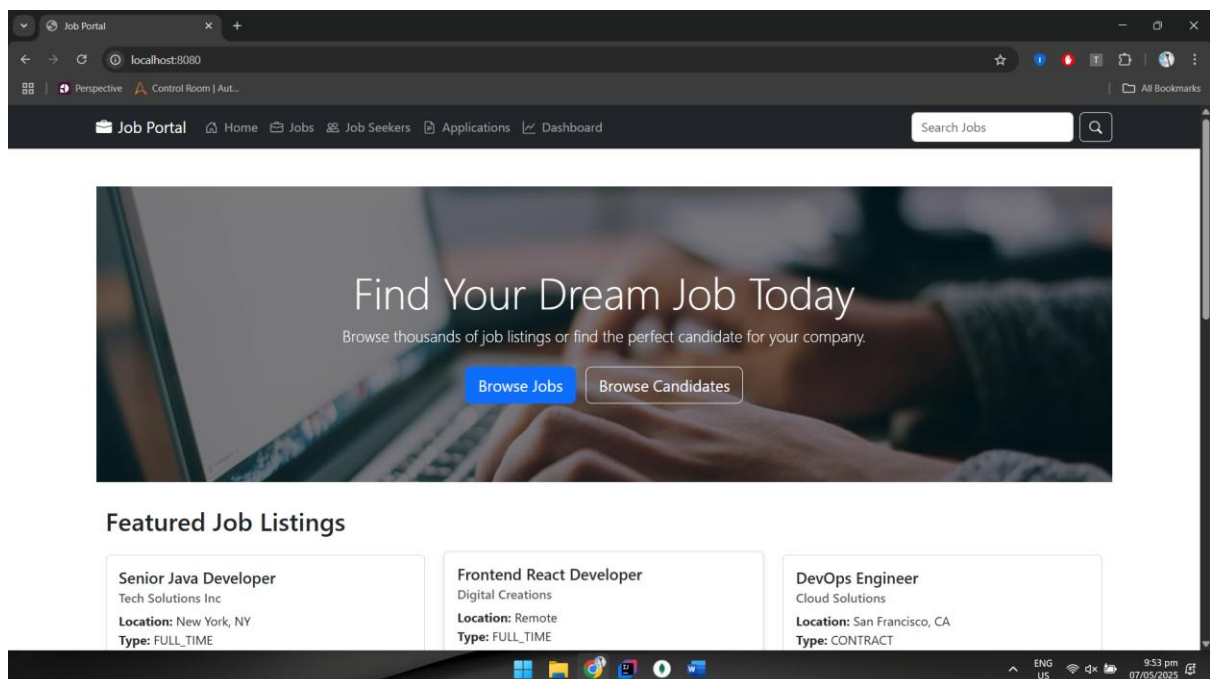 Job Portal
localhost:8080
Perspective
Control Room | Aut...
All Bookmarks
Job Portal Home Jobs Job Seekers Applications Dashboard
Search Jobs
Find Your Dream Job Today
Browse thousands of job listings or find the perfect candidate for your company.
Browse Jobs Browse Candidates
Featured Job Listings
Senior Java Developer
Tech Solutions Inc
Location: New York, NY
Type: FULL_TIME
Frontend React Developer
Digital Creations
Location: Remote
Type: FULL_TIME
DevOps Engineer
Cloud Solutions
Location: San Francisco, CA
Type: CONTRACT
ENG
US
9:53 pm
07/05/2025